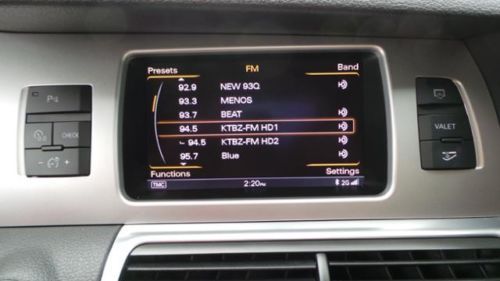 Presets FM Band
92.9 NEW 93Q
93.3 MENOS
93.7 BEAT
94.5 KTBZ-FM HD1
94.5 KTBZ-FM HD2
95.7 Blue
Functions Settings
TMC 2:20PM 2G
P
CHECK
- +
VALET